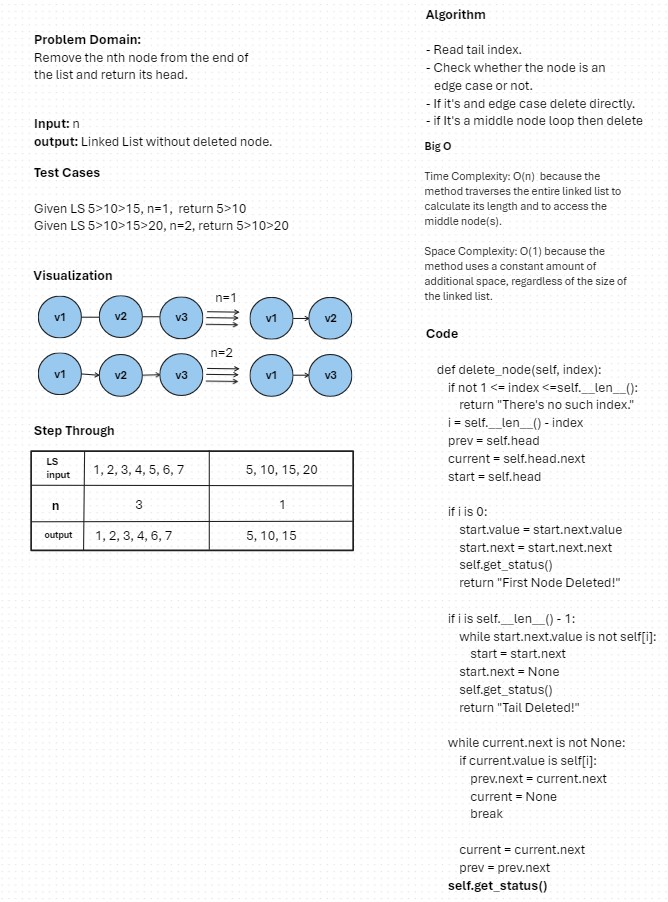 Problem Domain:
Remove the nth node from the end of
the list and return its head.
Input: n
output: Linked List without deleted node.
Test Cases
Given LS 5>10>15, n=1,  return 5>10
Given LS 5>10>15>20, n=2, return 5>10>20
Visualization
v1 v2 v3 n=1 v1 v2
v1 v2 v3 n=2 v1 v3
Step Through
LS
input
1, 2, 3, 4, 5, 6, 7
5, 10, 15, 20
n 3 1
output 1, 2, 3, 4, 6, 7 5, 10, 15
Algorithm
- Read tail index.
- Check whether the node is an
edge case or not.
- If it's and edge case delete directly.
- if It's a middle node loop then delete
Big O
Time Complexity: O(n)  because the
method traverses the entire linked list to
calculate its length and to access the
middle node(s).
Space Complexity: O(1) because the
method uses a constant amount of
additional space, regardless of the size of
the linked list.
Code
def delete_node(self, index):
if not 1 <= index <=self.__len__():
return "There's no such index."
i = self.__len__() - index
prev = self.head
current = self.head.next
start = self.head
if i is 0:
start.value = start.next.value
start.next = start.next.next
self.get_status()
return "First Node Deleted!"
if i is self.__len__() - 1:
while start.next.value is not self[i]:
start = start.next
start.next = None
self.get_status()
return "Tail Deleted!"
while current.next is not None:
if current.value is self[i]:
prev.next = current.next
current = None
break
current = current.next
prev = prev.next
self.get_status()